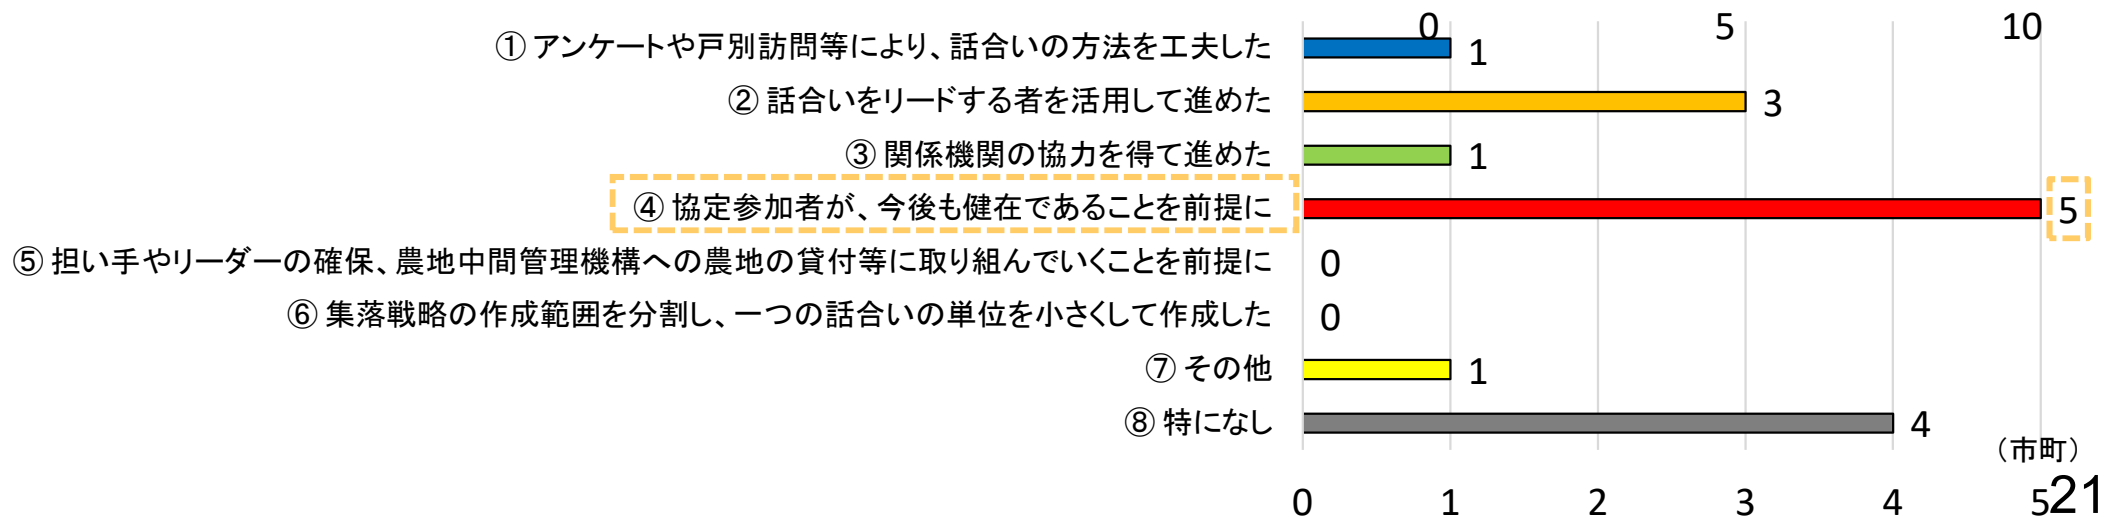 0 5 10
① アンケートや戸別訪問等により、話合いの方法を工夫した 1
② 話合いをリードする者を活用して進めた 3
③ 関係機関の協力を得て進めた 1
④ 協定参加者が、今後も健在であることを前提に 5
⑤ 担い手やリーダーの確保、農地中間管理機構への農地の貸付等に取り組んでいくことを前提に 0
⑥ 集落戦略の作成範囲を分割し、一つの話合いの単位を小さくして作成した 0
⑦ その他 1
⑧ 特になし 4
（市町）
0 1 2 3 4 5
21